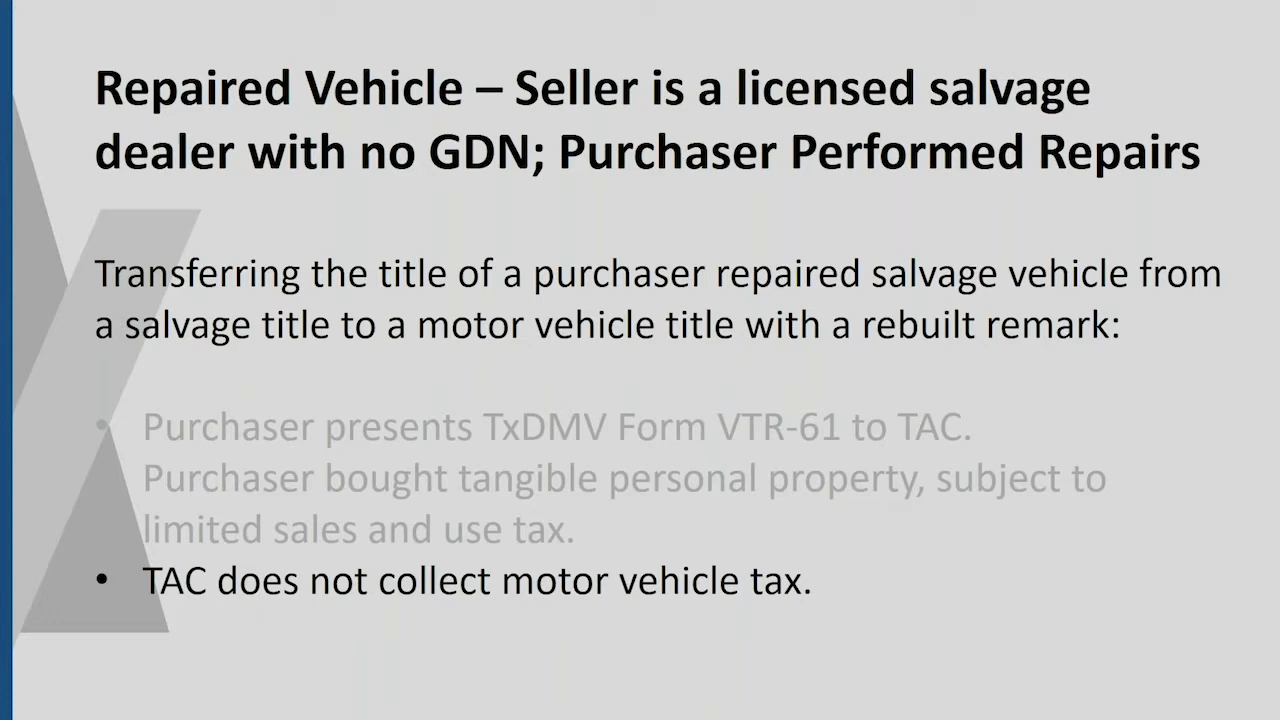 Repaired Vehicle – Seller is a licensed salvage
dealer with no GDN; Purchaser Performed Repairs
Transferring the title of a purchaser repaired salvage vehicle from
a salvage title to a motor vehicle title with a rebuilt remark:
• Purchaser presents TxDMV Form VTR-61 to TAC.
Purchaser bought tangible personal property, subject to
limited sales and use tax.
• TAC does not collect motor vehicle tax.